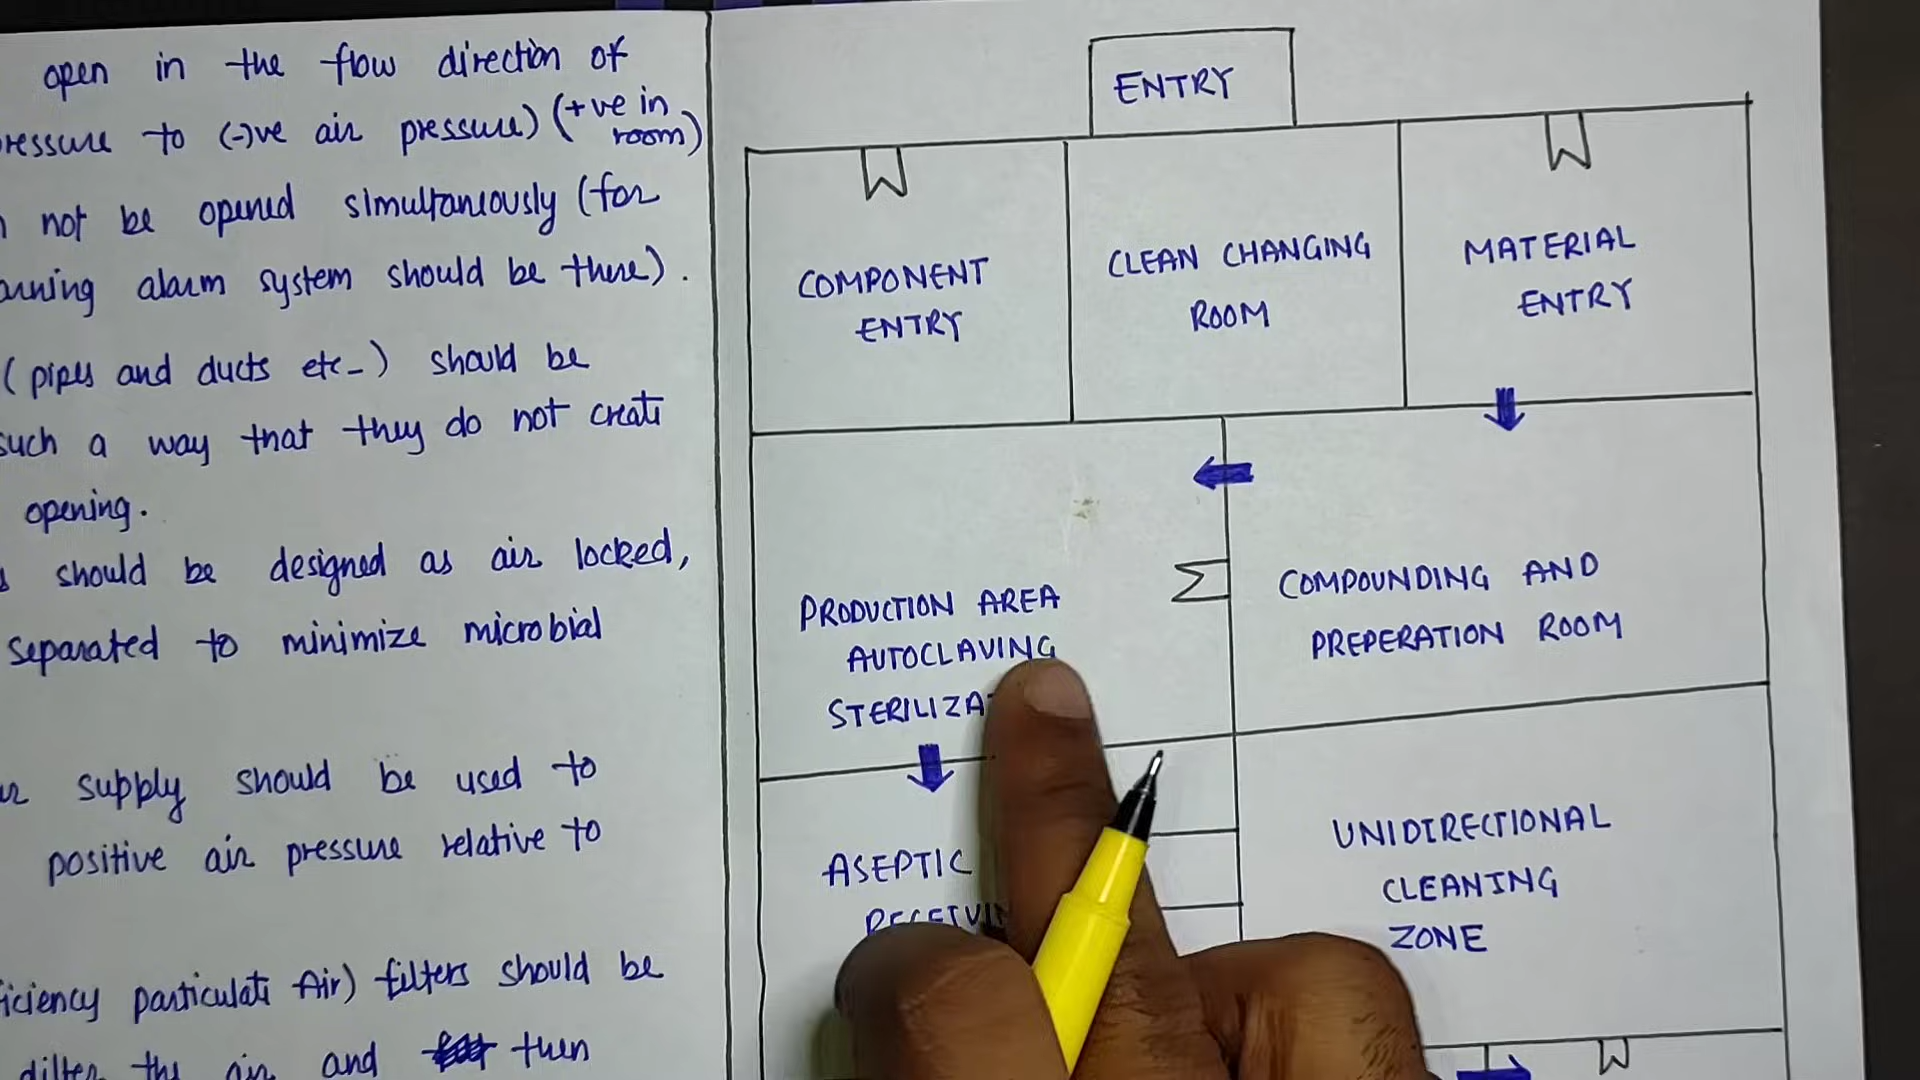 open in the flow direction of
pressure to (-)ve air pressure) (+ve in
room)
not be opened simultaneously (for
alarm system should be there).
(pipes and ducts etc-) should be
such a way that they do not create
opening.
should be designed as air locked,
separated to minimize microbial
supply should be used to
positive air pressure relative to
particulate Air) filters should be
the air and then
ENTRY
COMPONENT
ENTRY
CLEAN CHANGING
ROOM
MATERIAL
ENTRY
PRODUCTION AREA
AUTOCLAVING
COMPOUNDING AND
PREPERATION ROOM
ASEPTIC
UNIDIRECTIONAL
CLEANING
ZONE